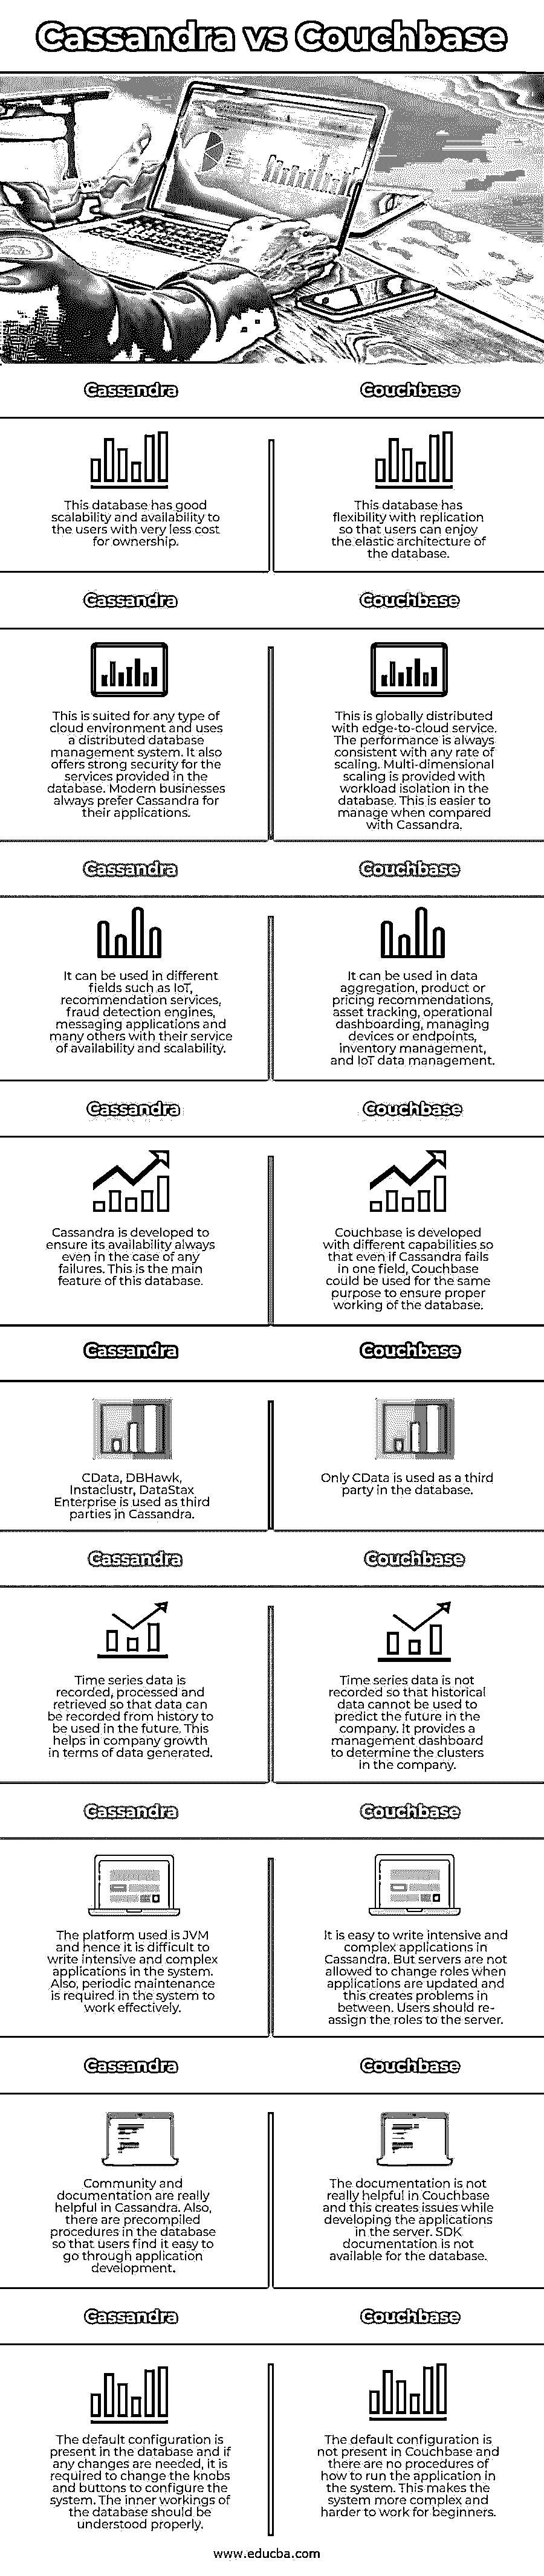 Cassandra vs Couchbase
Cassandra
Couchbase
This database has good
scalability and availability to
the users with very less cost
for ownership.
This database has
flexibility with replication
so that users can enjoy
the elastic architecture of
the database.
Cassandra
Couchbase
This is suited for any type of
cloud environment and uses
a distributed database
management system. It also
offers strong security for the
services provided in the
database. Modern businesses
always prefer Cassandra for
their applications.
This is globally distributed
with edge-to-cloud service.
The performance is always
consistent with any rate of
scaling. Multi-dimensional
scaling is provided with
workload isolation in the
database. This is easier to
manage when compared
with Cassandra.
Cassandra
Couchbase
It can be used in different
fields such as IoT,
recommendation services,
fraud detection engines,
messaging applications and
many others with their service
of availability and scalability.
It can be used in data
aggregation, product or
pricing recommendations,
asset tracking, operational
dashboarding, managing
devices or endpoints,
inventory management,
and IoT data management.
Cassandra
Couchbase
Cassandra is developed to
ensure its availability always
even in the case of any
failures. This is the main
feature of this database.
Couchbase is developed
with different capabilities so
that even if Cassandra fails
in one field, Couchbase
could be used for the same
purpose to ensure proper
working of the database.
Cassandra
Couchbase
CData, DBHawk,
Instaclustr, DataStax
Enterprise is used as third
parties in Cassandra.
Only CData is used as a third
party in the database.
Cassandra
Couchbase
Time series data is
recorded, processed and
retrieved so that data can
be recorded from history to
be used in the future. This
helps in company growth
in terms of data generated.
Time series data is not
recorded so that historical
data cannot be used to
predict the future in the
company. It provides a
management dashboard
to determine the clusters
in the company.
Cassandra
Couchbase
The platform used is JVM
and hence it is difficult to
write intensive and complex
applications in the system.
Also, periodic maintenance
is required in the system to
work effectively.
It is easy to write intensive and
complex applications in
Cassandra. But servers are not
allowed to change roles when
applications are updated and
this creates problems in
between. Users should re-
assign the roles to the server.
Cassandra
Couchbase
Community and
documentation are really
helpful in Cassandra. Also,
there are precompiled
procedures in the database
so that users find it easy to
go through application
development.
The documentation is not
really helpful in Couchbase
and this creates issues while
developing the applications
in the server. SDK
documentation is not
available for the database.
Cassandra
Couchbase
The default configuration is
present in the database and if
any changes are needed, it is
required to change the knobs
and buttons to configure the
system. The inner workings of
the database should be
understood properly.
The default configuration is
not present in Couchbase and
there are no procedures of
how to run the application in
the system. This makes the
system more complex and
harder to work for beginners.
www.educba.com